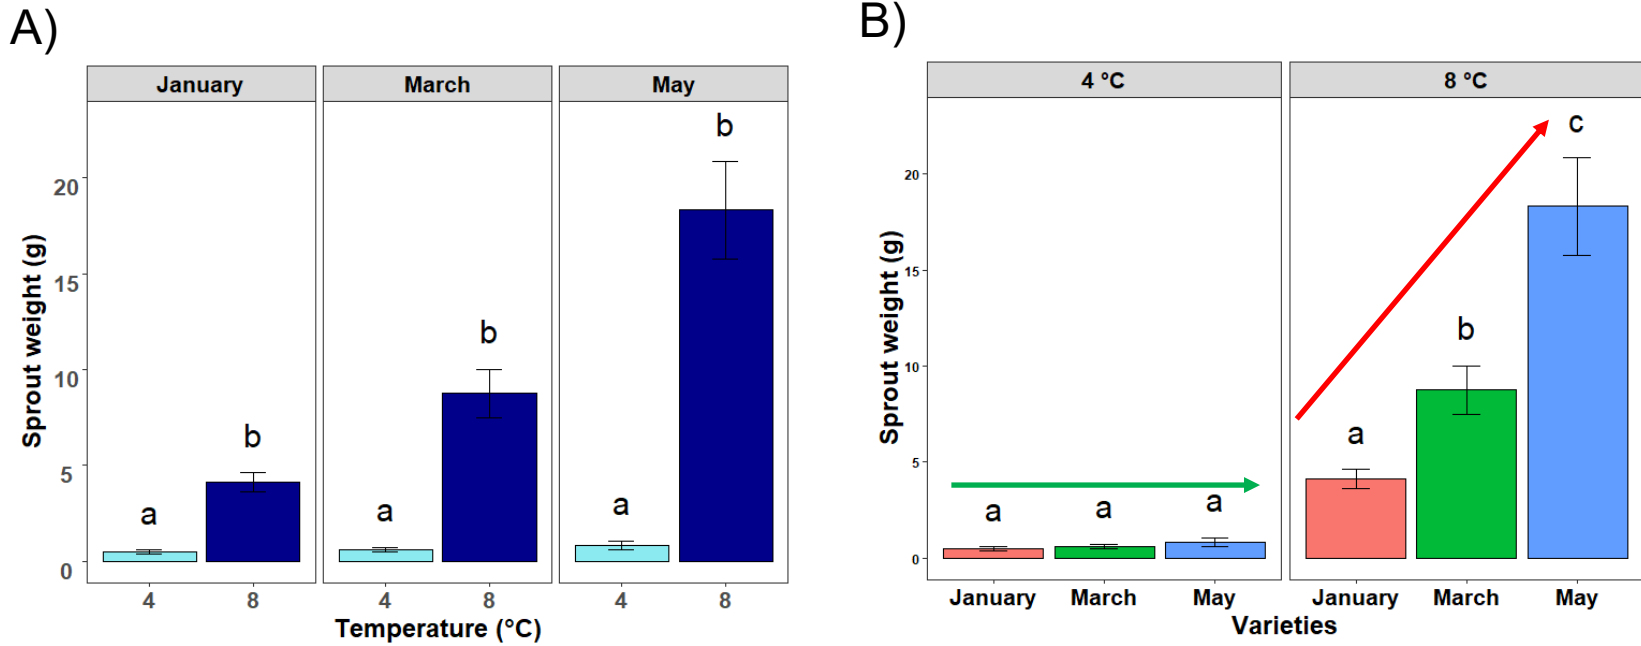 A)
January March May
b
b
b
a
a
a
20
15
10
5
0
Sprout weight (g)
4 8 4 8 4 8
Temperature (°C)
B)
4 °C 8 °C
c
b
a
a
a
a
20
15
10
5
0
Sprout weight (g)
January March May January March May
Varieties